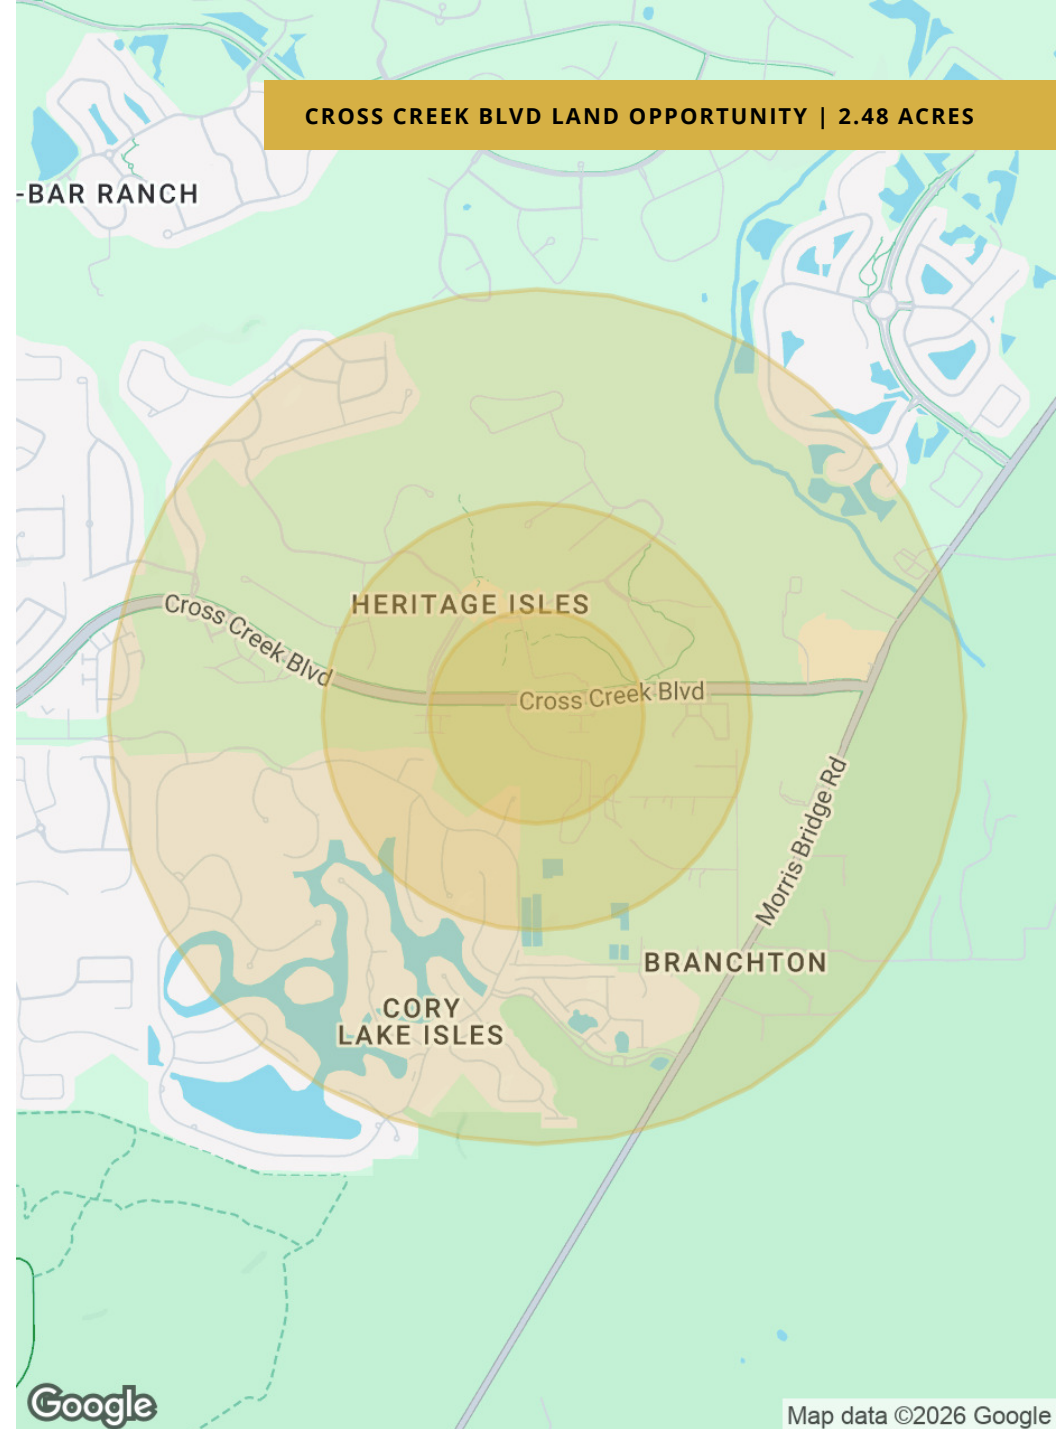 CROSS CREEK BLVD LAND OPPORTUNITY | 2.48 ACRES
-BAR RANCH
HERITAGE ISLES
Cross Creek Blvd
Cross Creek Blvd
Morris Bridge Rd
BRANCHTON
CORY
LAKE ISLES
Google
Map data ©2026 Google